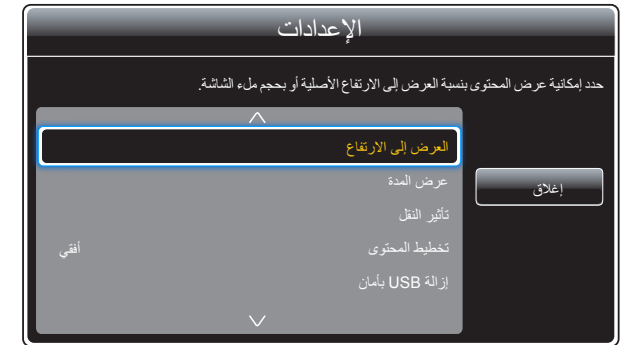 الإعدادات
حدد إمكانية عرض المحتوى بنسبة العرض إلى الارتفاع الأصلية أو بحجم ملء الشاشة.
العرض إلى الارتفاع
عرض المدة
تأثير النقل
تخطيط المحتوى أفقي
إزالة USB بأمان
إغلاق